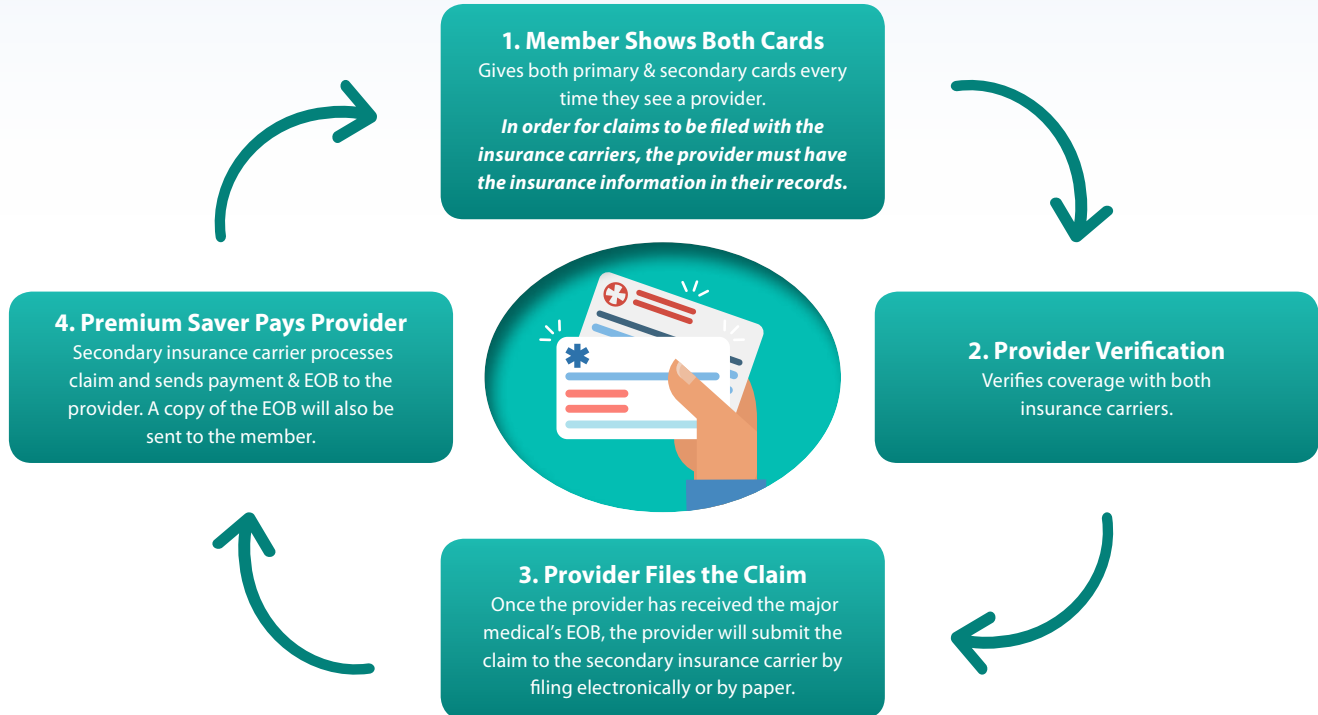 1. Member Shows Both Cards
Gives both primary & secondary cards every
time they see a provider.
In order for claims to be filed with the
insurance carriers, the provider must have
the insurance information in their records.
2. Provider Verification
Verifies coverage with both
insurance carriers.
3. Provider Files the Claim
Once the provider has received the major
medical’s EOB, the provider will submit the
claim to the secondary insurance carrier by
filing electronically or by paper.
4. Premium Saver Pays Provider
Secondary insurance carrier processes
claim and sends payment & EOB to the
provider. A copy of the EOB will also be
sent to the member.